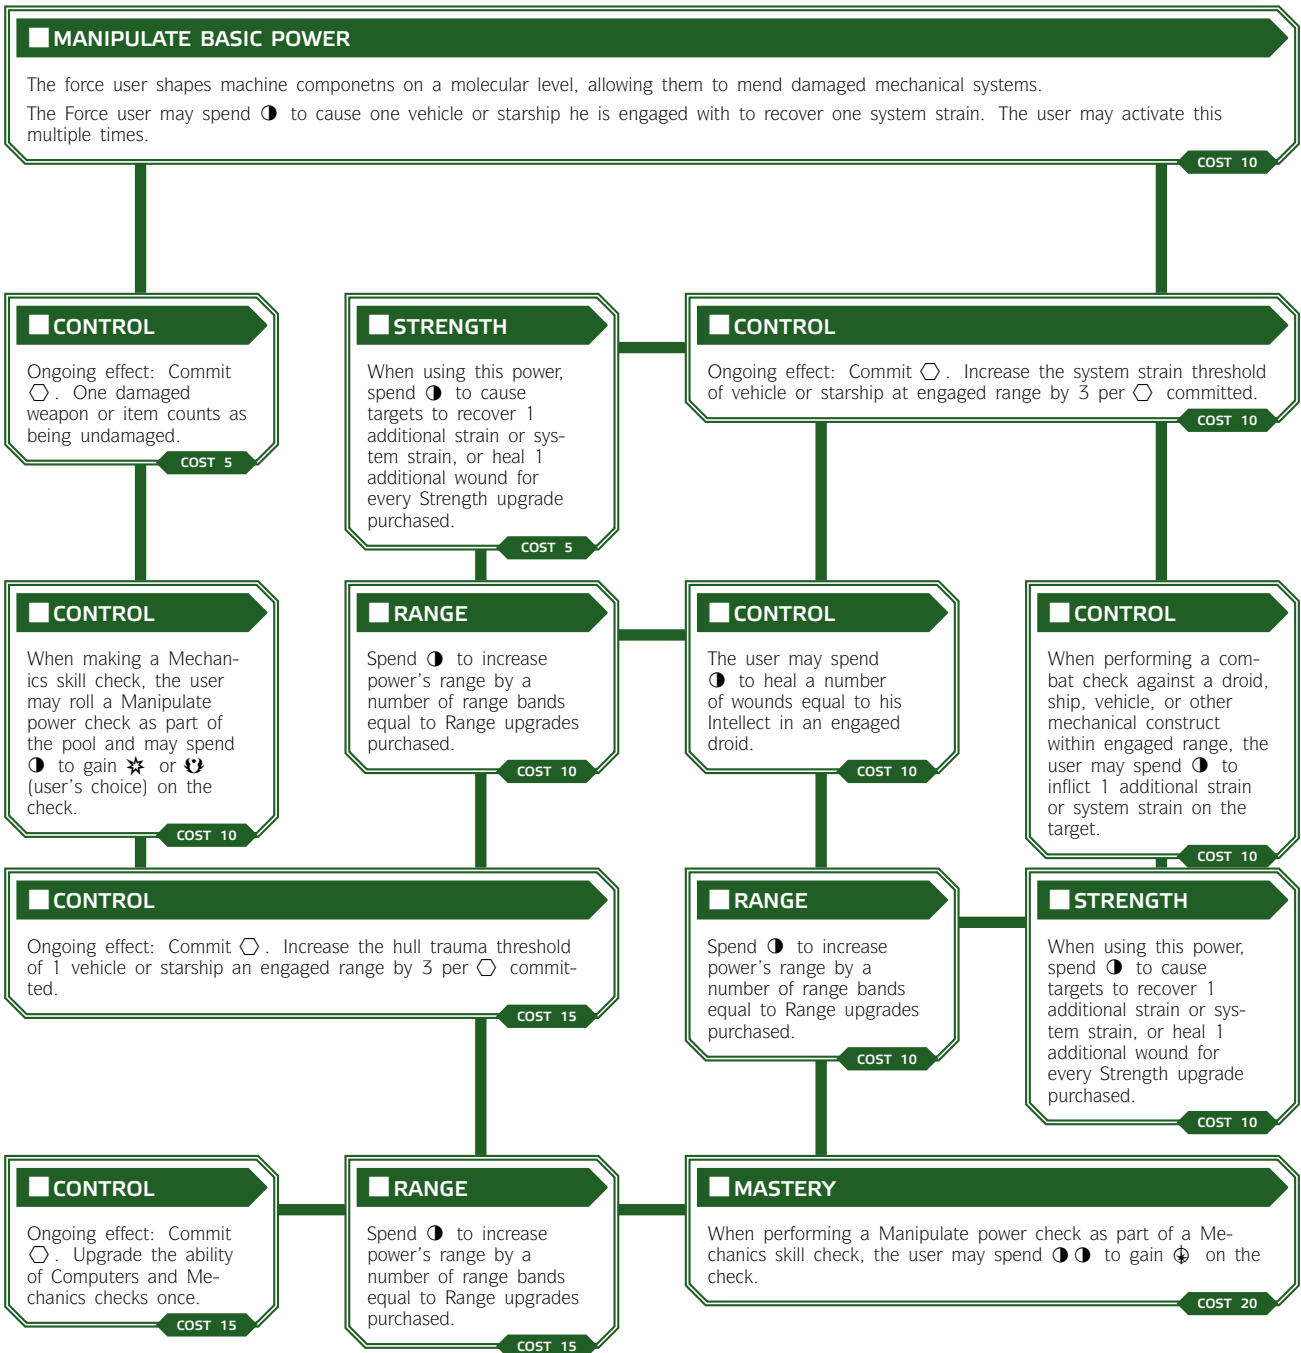 MANIPULATE BASIC POWER
The force user shapes machine componetns on a molecular level, allowing them to mend damaged mechanical systems.
The Force user may spend ◑ to cause one vehicle or starship he is engaged with to recover one system strain. The user may activate this
multiple times.
COST 10
CONTROL
Ongoing effect: Commit
⬡. One damaged
weapon or item counts as
being undamaged.
COST 5
STRENGTH
When using this power,
spend ◑ to cause
targets to recover 1
additional strain or sys-
tem strain, or heal 1
additional wound for
every Strength upgrade
purchased.
COST 5
CONTROL
Ongoing effect: Commit ⬡. Increase the system strain threshold
of vehicle or starship at engaged range by 3 per ⬡ committed.
COST 10
CONTROL
When making a Mechan-
ics skill check, the user
may roll a Manipulate
power check as part of
the pool and may spend
◑ to gain or
(user's choice) on the
check.
COST 10
RANGE
Spend ◑ to increase
power's range by a
number of range bands
equal to Range upgrades
purchased.
COST 10
CONTROL
The user may spend
◑ to heal a number
of wounds equal to his
Intellect in an engaged
droid.
COST 10
CONTROL
When performing a com-
bat check against a droid,
ship, vehicle, or other
mechanical construct
within engaged range, the
user may spend ◑ to
inflict 1 additional strain
or system strain on the
target.
COST 10
CONTROL
Ongoing effect: Commit ⬡. Increase the hull trauma threshold
of 1 vehicle or starship an engaged range by 3 per ⬡ commit-
ted.
COST 15
RANGE
Spend ◑ to increase
power's range by a
number of range bands
equal to Range upgrades
purchased.
COST 10
STRENGTH
When using this power,
spend ◑ to cause
targets to recover 1
additional strain or sys-
tem strain, or heal 1
additional wound for
every Strength upgrade
purchased.
COST 10
CONTROL
Ongoing effect: Commit
⬡. Upgrade the ability
of Computers and Me-
chanics checks once.
COST 15
RANGE
Spend ◑ to increase
power's range by a
number of range bands
equal to Range upgrades
purchased.
COST 15
MASTERY
When performing a Manipulate power check as part of a Me-
chanics skill check, the user may spend ◑◑ to gain on the
check.
COST 20